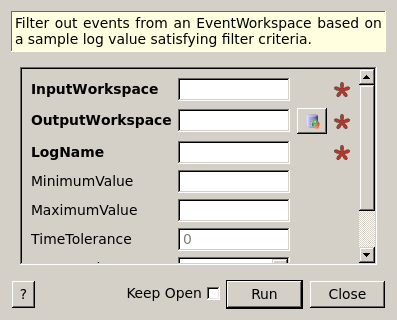 Filter out events from an EventWorkspace based on
a sample log value satisfying filter criteria.
InputWorkspace
OutputWorkspace
LogName
MinimumValue
MaximumValue
TimeTolerance 0
? Keep Open Run Close